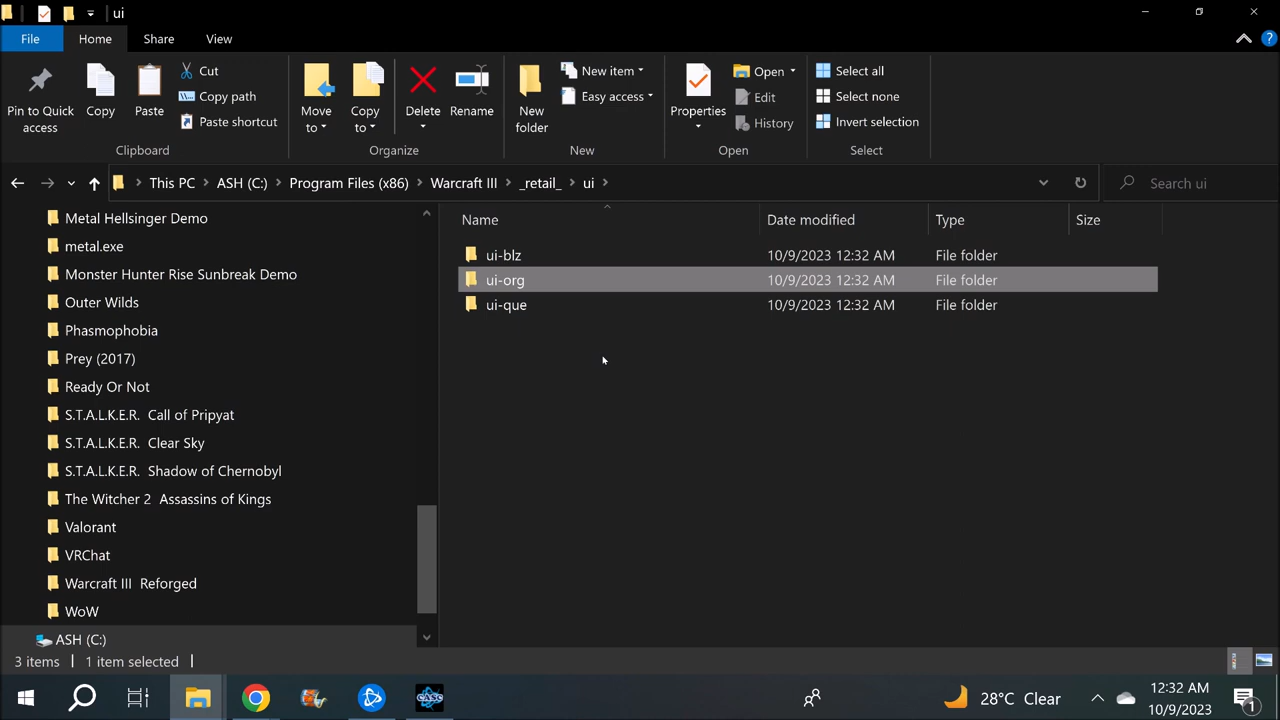 ui
File Home Share View
Pin to Quick access
Copy
Paste
Cut
Copy path
Paste shortcut
Clipboard
Move to
Copy to
Delete
Rename
Organize
New folder
New item
Easy access
New
Properties
Open
Edit
History
Open
Select all
Select none
Invert selection
Select
This PC ASH (C:) Program Files (x86) Warcraft III _retail_ ui
Search ui
Metal Hellsinger Demo
metal.exe
Monster Hunter Rise Sunbreak Demo
Outer Wilds
Phasmophobia
Prey (2017)
Ready Or Not
S.T.A.L.K.E.R. Call of Pripyat
S.T.A.L.K.E.R. Clear Sky
S.T.A.L.K.E.R. Shadow of Chernobyl
The Witcher 2 Assassins of Kings
Valorant
VRChat
Warcraft III Reforged
WoW
ASH (C:)
Name Date modified Type Size
ui-blz 10/9/2023 12:32 AM File folder
ui-org 10/9/2023 12:32 AM File folder
ui-que 10/9/2023 12:32 AM File folder
3 items 1 item selected
CASC
28°C Clear
12:32 AM
10/9/2023
1